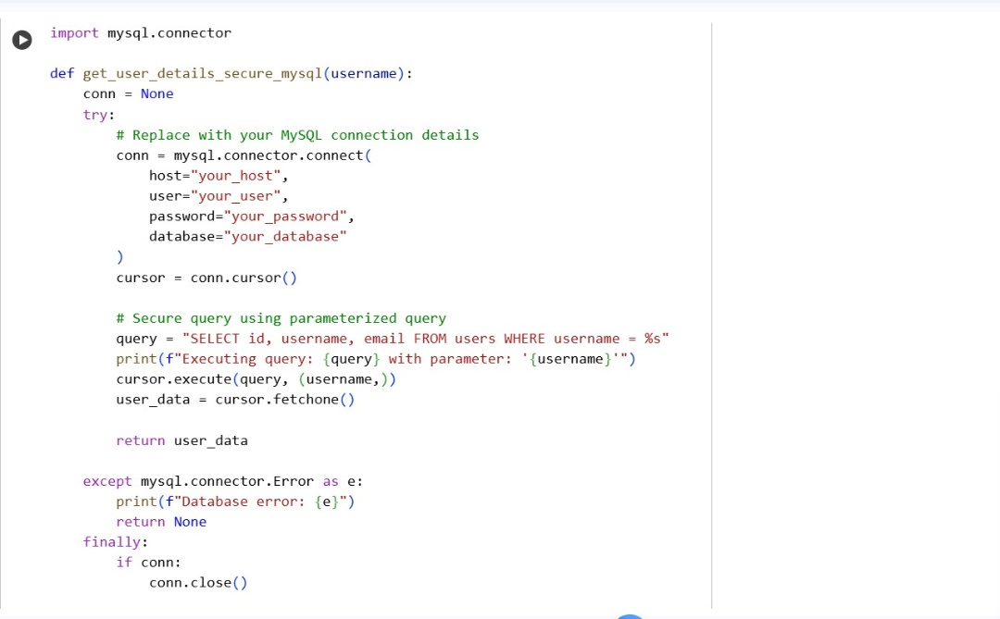 import mysql.connector

def get_user_details_secure_mysql(username):
    conn = None
    try:
        # Replace with your MySQL connection details
        conn = mysql.connector.connect(
            host="your_host",
            user="your_user",
            password="your_password",
            database="your_database"
        )
        cursor = conn.cursor()

        # Secure query using parameterized query
        query = "SELECT id, username, email FROM users WHERE username = %s"
        print(f"Executing query: {query} with parameter: '{username}'")
        cursor.execute(query, (username,))
        user_data = cursor.fetchone()

        return user_data

    except mysql.connector.Error as e:
        print(f"Database error: {e}")
        return None
    finally:
        if conn:
            conn.close()